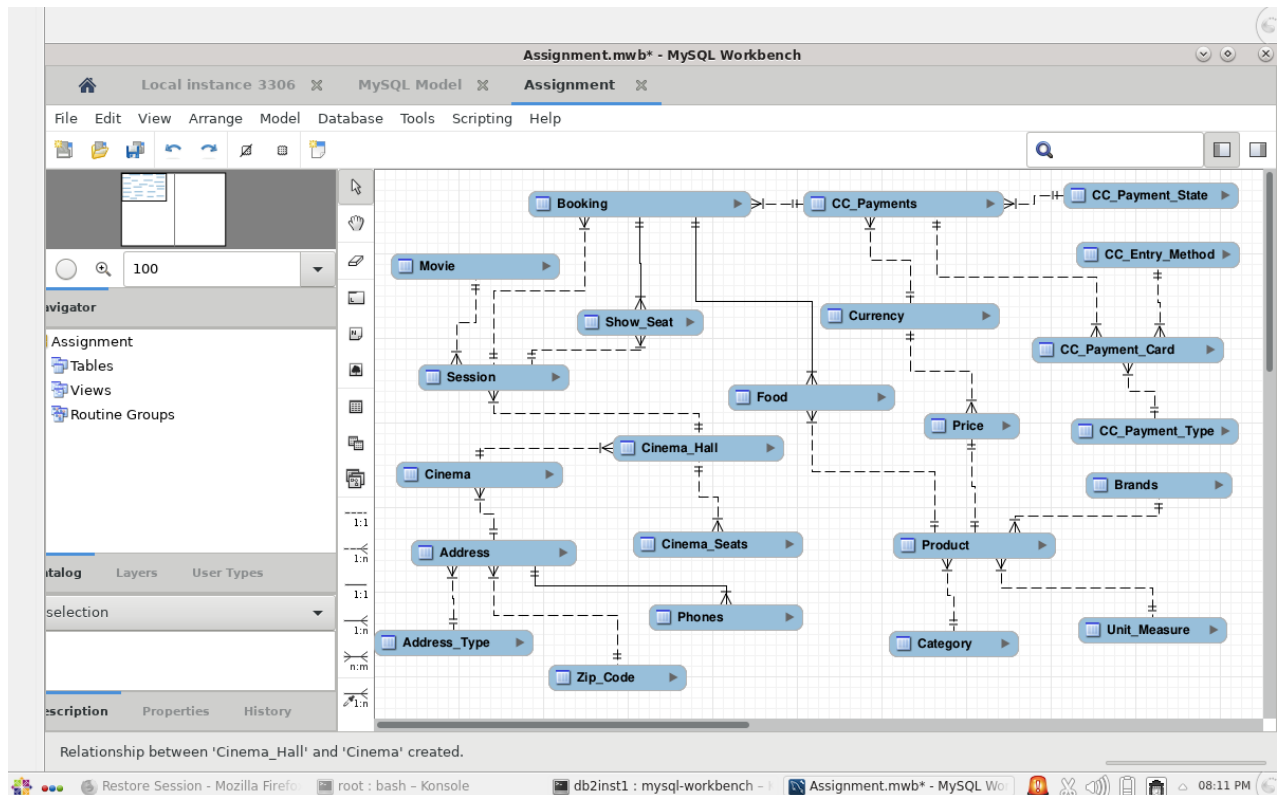 Assignment.mwb* - MySQL Workbench
Local instance 3306 MySQL Model Assignment
File Edit View Arrange Model Database Tools Scripting Help
100
avigator
Assignment
Tables
Views
Routine Groups
atalog Layers User Types
selection
escription Properties History
1:1
1:n
1:1
1:n
n:m
1:n
Booking CC_Payments CC_Payment_State
Movie CC_Entry_Method
Show_Seat Currency
Session CC_Payment_Card
Food
Price CC_Payment_Type
Cinema_Hall
Cinema Brands
Address Cinema_Seats Product
Phones
Address_Type Category Unit_Measure
Zip_Code
Relationship between 'Cinema_Hall' and 'Cinema' created.
Restore Session - Mozilla Firefo root : bash - Konsole db2inst1 : mysql-workbench - Assignment.mwb* - MySQL Wo 08:11 PM